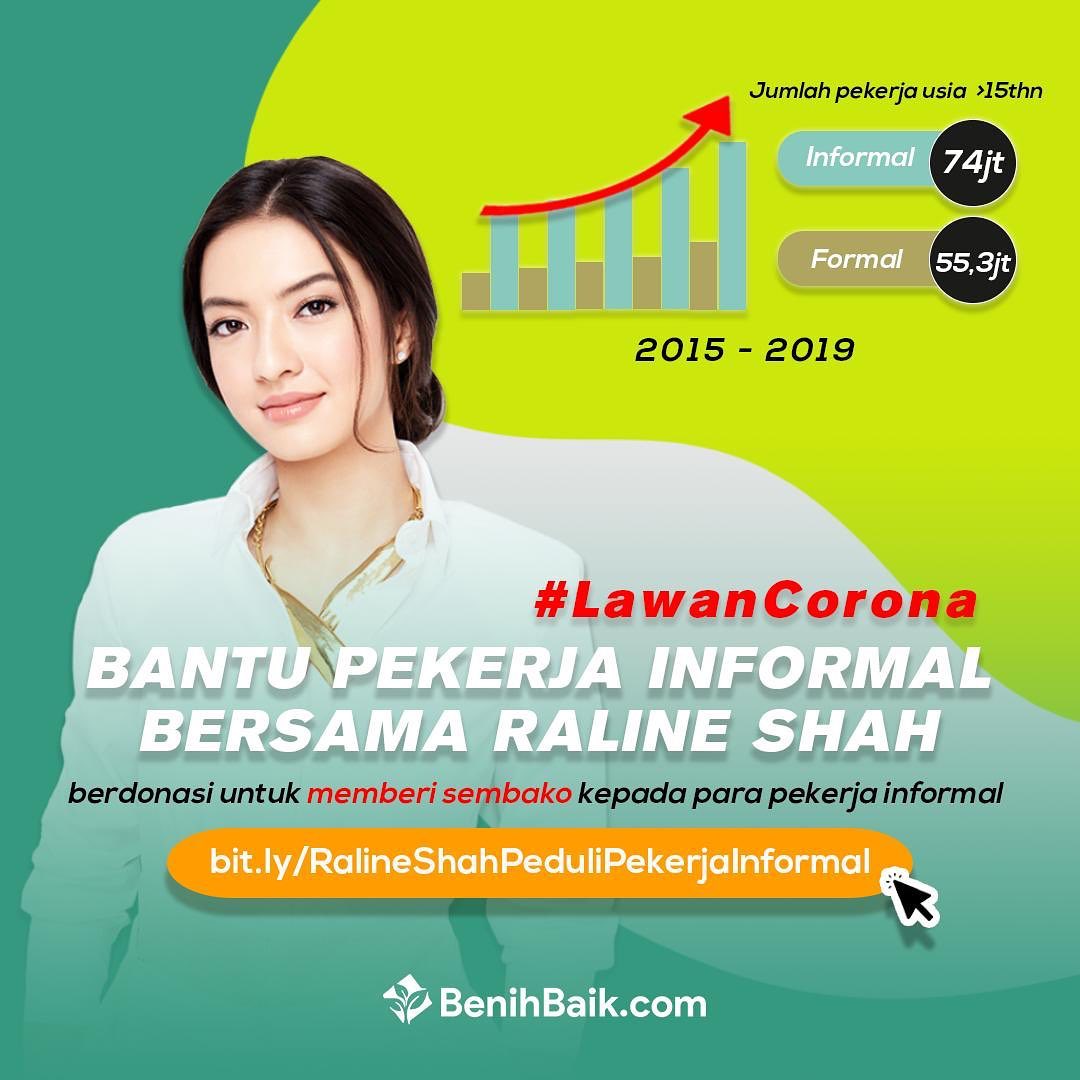 Jumlah pekerja usia >15thn
Informal 74jt
Formal 55,3jt
2015 - 2019
#LawanCorona
BANTU PEKERJA INFORMAL
BERSAMA RALINE SHAH
berdonasi untuk memberi sembako kepada para pekerja informal
bit.ly/RalineShahPeduliPekerjaInformal
BenihBaik.com